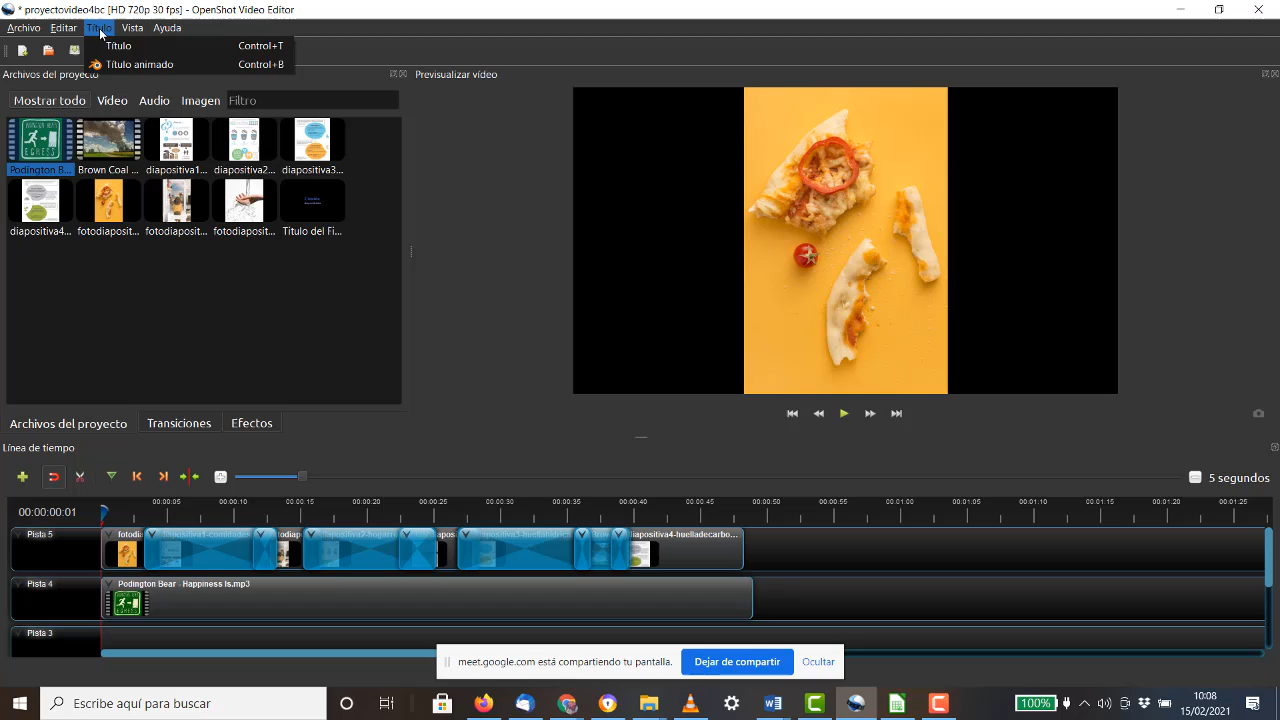 * proyectovideo4bc [HD 720p 30 fps] - OpenShot Video Editor
Archivo Editar Título Vista Ayuda
Título Control+T
Título animado Control+B
Archivos del proyecto
Previsualizar vídeo
Mostrar todo Vídeo Audio Imagen Filtro
Podington B... Brown Coal ... diapositiva1... diapositiva2... diapositiva3...
diapositiva4... fotodiaposit... fotodiaposit... fotodiaposit... Título del Fi...
Archivos del proyecto Transiciones Efectos
Línea de tiempo
5 segundos
00:00:00:01
00:00:05 00:00:10 00:00:15 00:00:20 00:00:25 00:00:30 00:00:35 00:00:40 00:00:45 00:00:50 00:00:55 00:01:00 00:01:05 00:01:10 00:01:15 00:01:20 00:01:25
Pista 5
Pista 4 Podington Bear - Happiness Is.mp3
Pista 3
meet.google.com está compartiendo tu pantalla. Dejar de compartir Ocultar
Escribe aquí para buscar
100%
10:08
15/02/2021